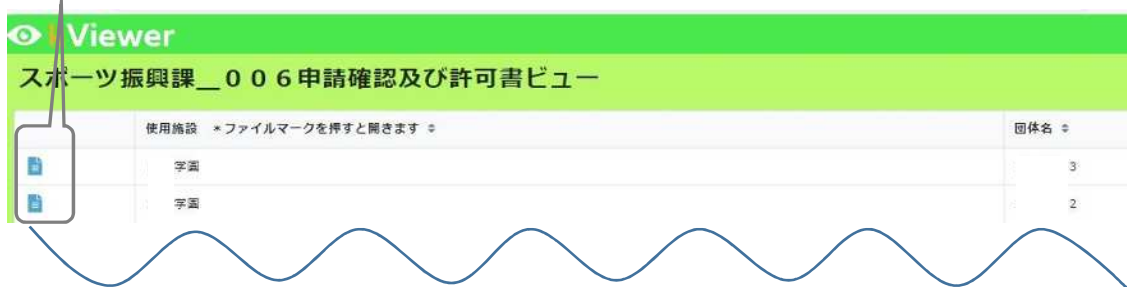 kViewer
スポーツ振興課_006申請確認及び許可書ビュー
使用施設 *ファイルマークを押すと開きます 団体名
学園 3
学園 2